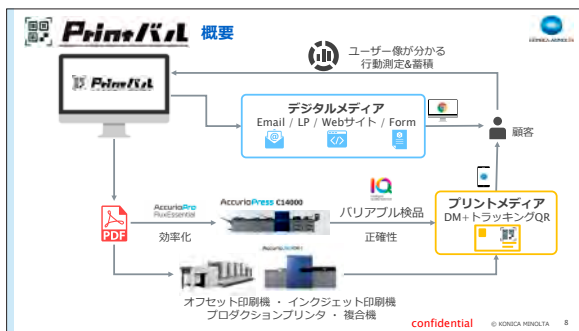 Printバル 概要
KONICA MINOLTA
ユーザー像が分かる
行動測定&蓄積
Printバル
デジタルメディア
Email / LP / Webサイト / Form
顧客
AccurioPro
FluxEssential
AccurioPress C14000
IQ
バリアブル検品
プリントメディア
DM+トラッキングQR
PDF
効率化
正確性
オフセット印刷機 ・ インクジェット印刷機
プロダクションプリンタ ・ 複合機
confidential
© KONICA MINOLTA
8